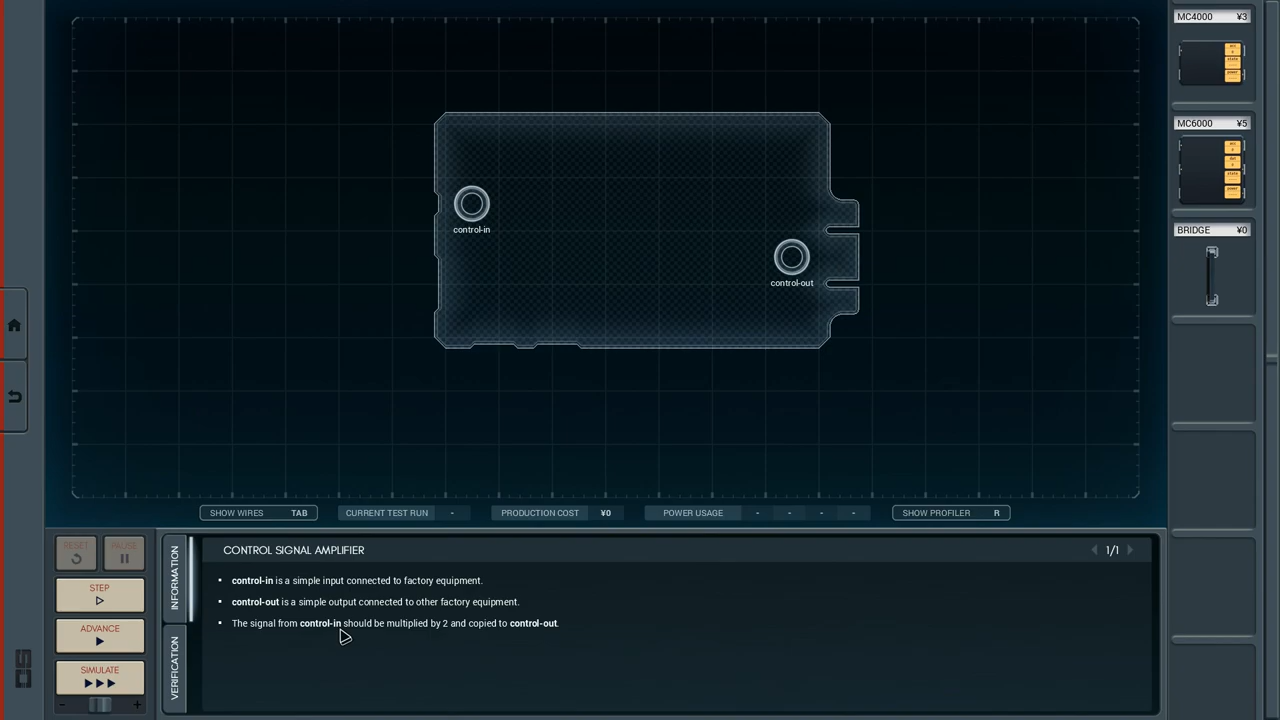 MC4000 ¥3
MC6000 ¥5
BRIDGE ¥0
control-in
control-out
SHOW WIRES TAB
CURRENT TEST RUN -
PRODUCTION COST ¥0
POWER USAGE - - - -
SHOW PROFILER R
RESET
PAUSE
STEP
ADVANCE
SIMULATE
- +
INFORMATION
VERIFICATION
CONTROL SIGNAL AMPLIFIER
1/1
▪ control-in is a simple input connected to factory equipment.
▪ control-out is a simple output connected to other factory equipment.
▪ The signal from control-in should be multiplied by 2 and copied to control-out.